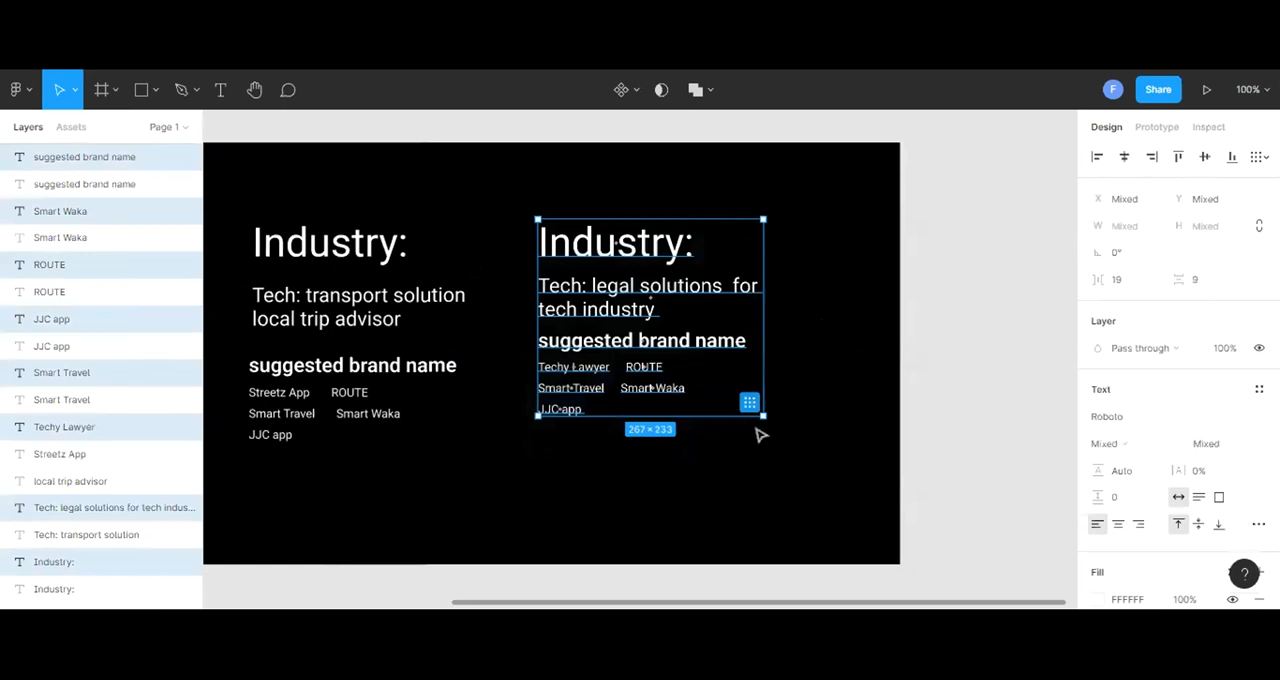 F
Share
100%
Layers
Assets
Page 1
Design
Prototype
Inspect
suggested brand name
suggested brand name
Smart Waka
Smart Waka
ROUTE
ROUTE
JJC app
JJC app
Smart Travel
Smart Travel
Techy Lawyer
Streetz App
local trip advisor
Tech: legal solutions for tech indus...
Tech: transport solution
Industry:
Industry:
Industry:
Tech: transport solution
local trip advisor
suggested brand name
Streetz App ROUTE
Smart Travel Smart Waka
JJC app
Industry:
Tech: legal solutions for
tech industry
suggested brand name
Techy Lawyer ROUTE
Smart Travel Smart Waka
JJC app
267 × 233
X Mixed Y Mixed
W Mixed H Mixed
0°
19 9
Layer
Pass through 100%
Text
Roboto
Mixed Mixed
A Auto |A| 0%
0
Fill
?
FFFFFF 100%